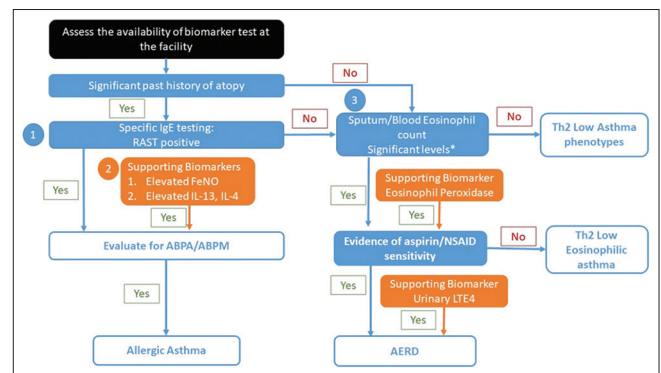 Assess the availability of biomarker test at
the facility
Significant past history of atopy
No
Yes
3
1
Specific IgE testing:
RAST positive
No
Sputum/Blood Eosinophil
count
Significant levels*
No
Th2 Low Asthma
phenotypes
2
Supporting Biomarkers
1. Elevated FeNO
2. Elevated IL-13, IL-4
Yes
Yes
Yes
Supporting Biomarker
Eosinophil Peroxidase
Yes
Evaluate for ABPA/ABPM
Evidence of aspirin/NSAID
sensitivity
No
Th2 Low
Eosinophilic
asthma
Yes
Yes
Supporting Biomarker
Urinary LTE4
Yes
Allergic Asthma
AERD